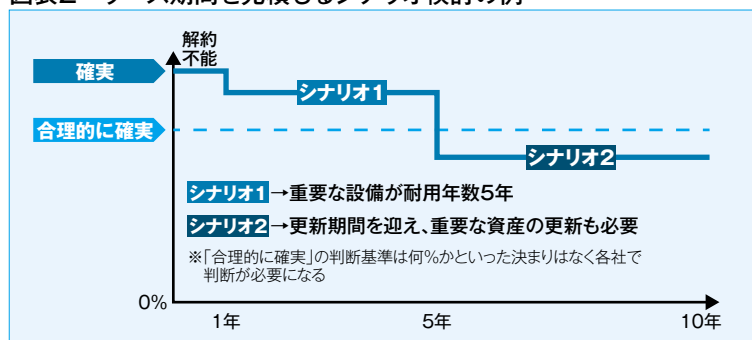 解約
不能
確実
シナリオ1
合理的に確実
シナリオ2
シナリオ1→重要な設備が耐用年数5年
シナリオ2→更新期間を迎え、重要な資産の更新も必要
※「合理的に確実」の判断基準は何%かといった決まりはなく各社で
判断が必要になる
0%
1年 5年 10年